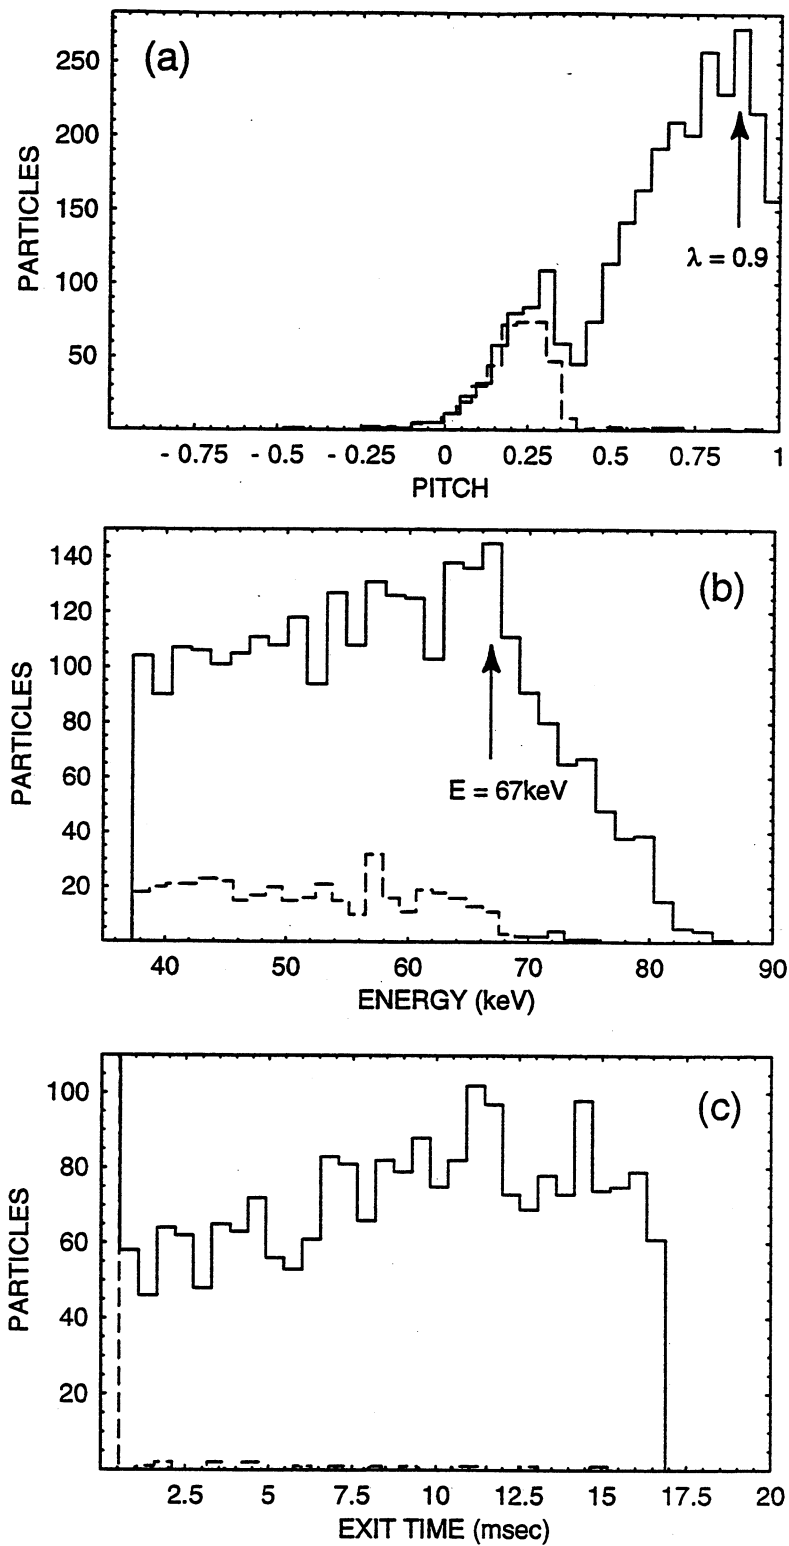 (a)
PARTICLES
250
200
150
100
50
λ = 0.9
- 0.75 - 0.5 - 0.25 0 0.25 0.5 0.75 1
PITCH
(b)
PARTICLES
140
120
100
80
60
40
20
E = 67keV
40 50 60 70 80 90
ENERGY (keV)
(c)
PARTICLES
100
80
60
40
20
2.5 5 7.5 10 12.5 15 17.5 20
EXIT TIME (msec)